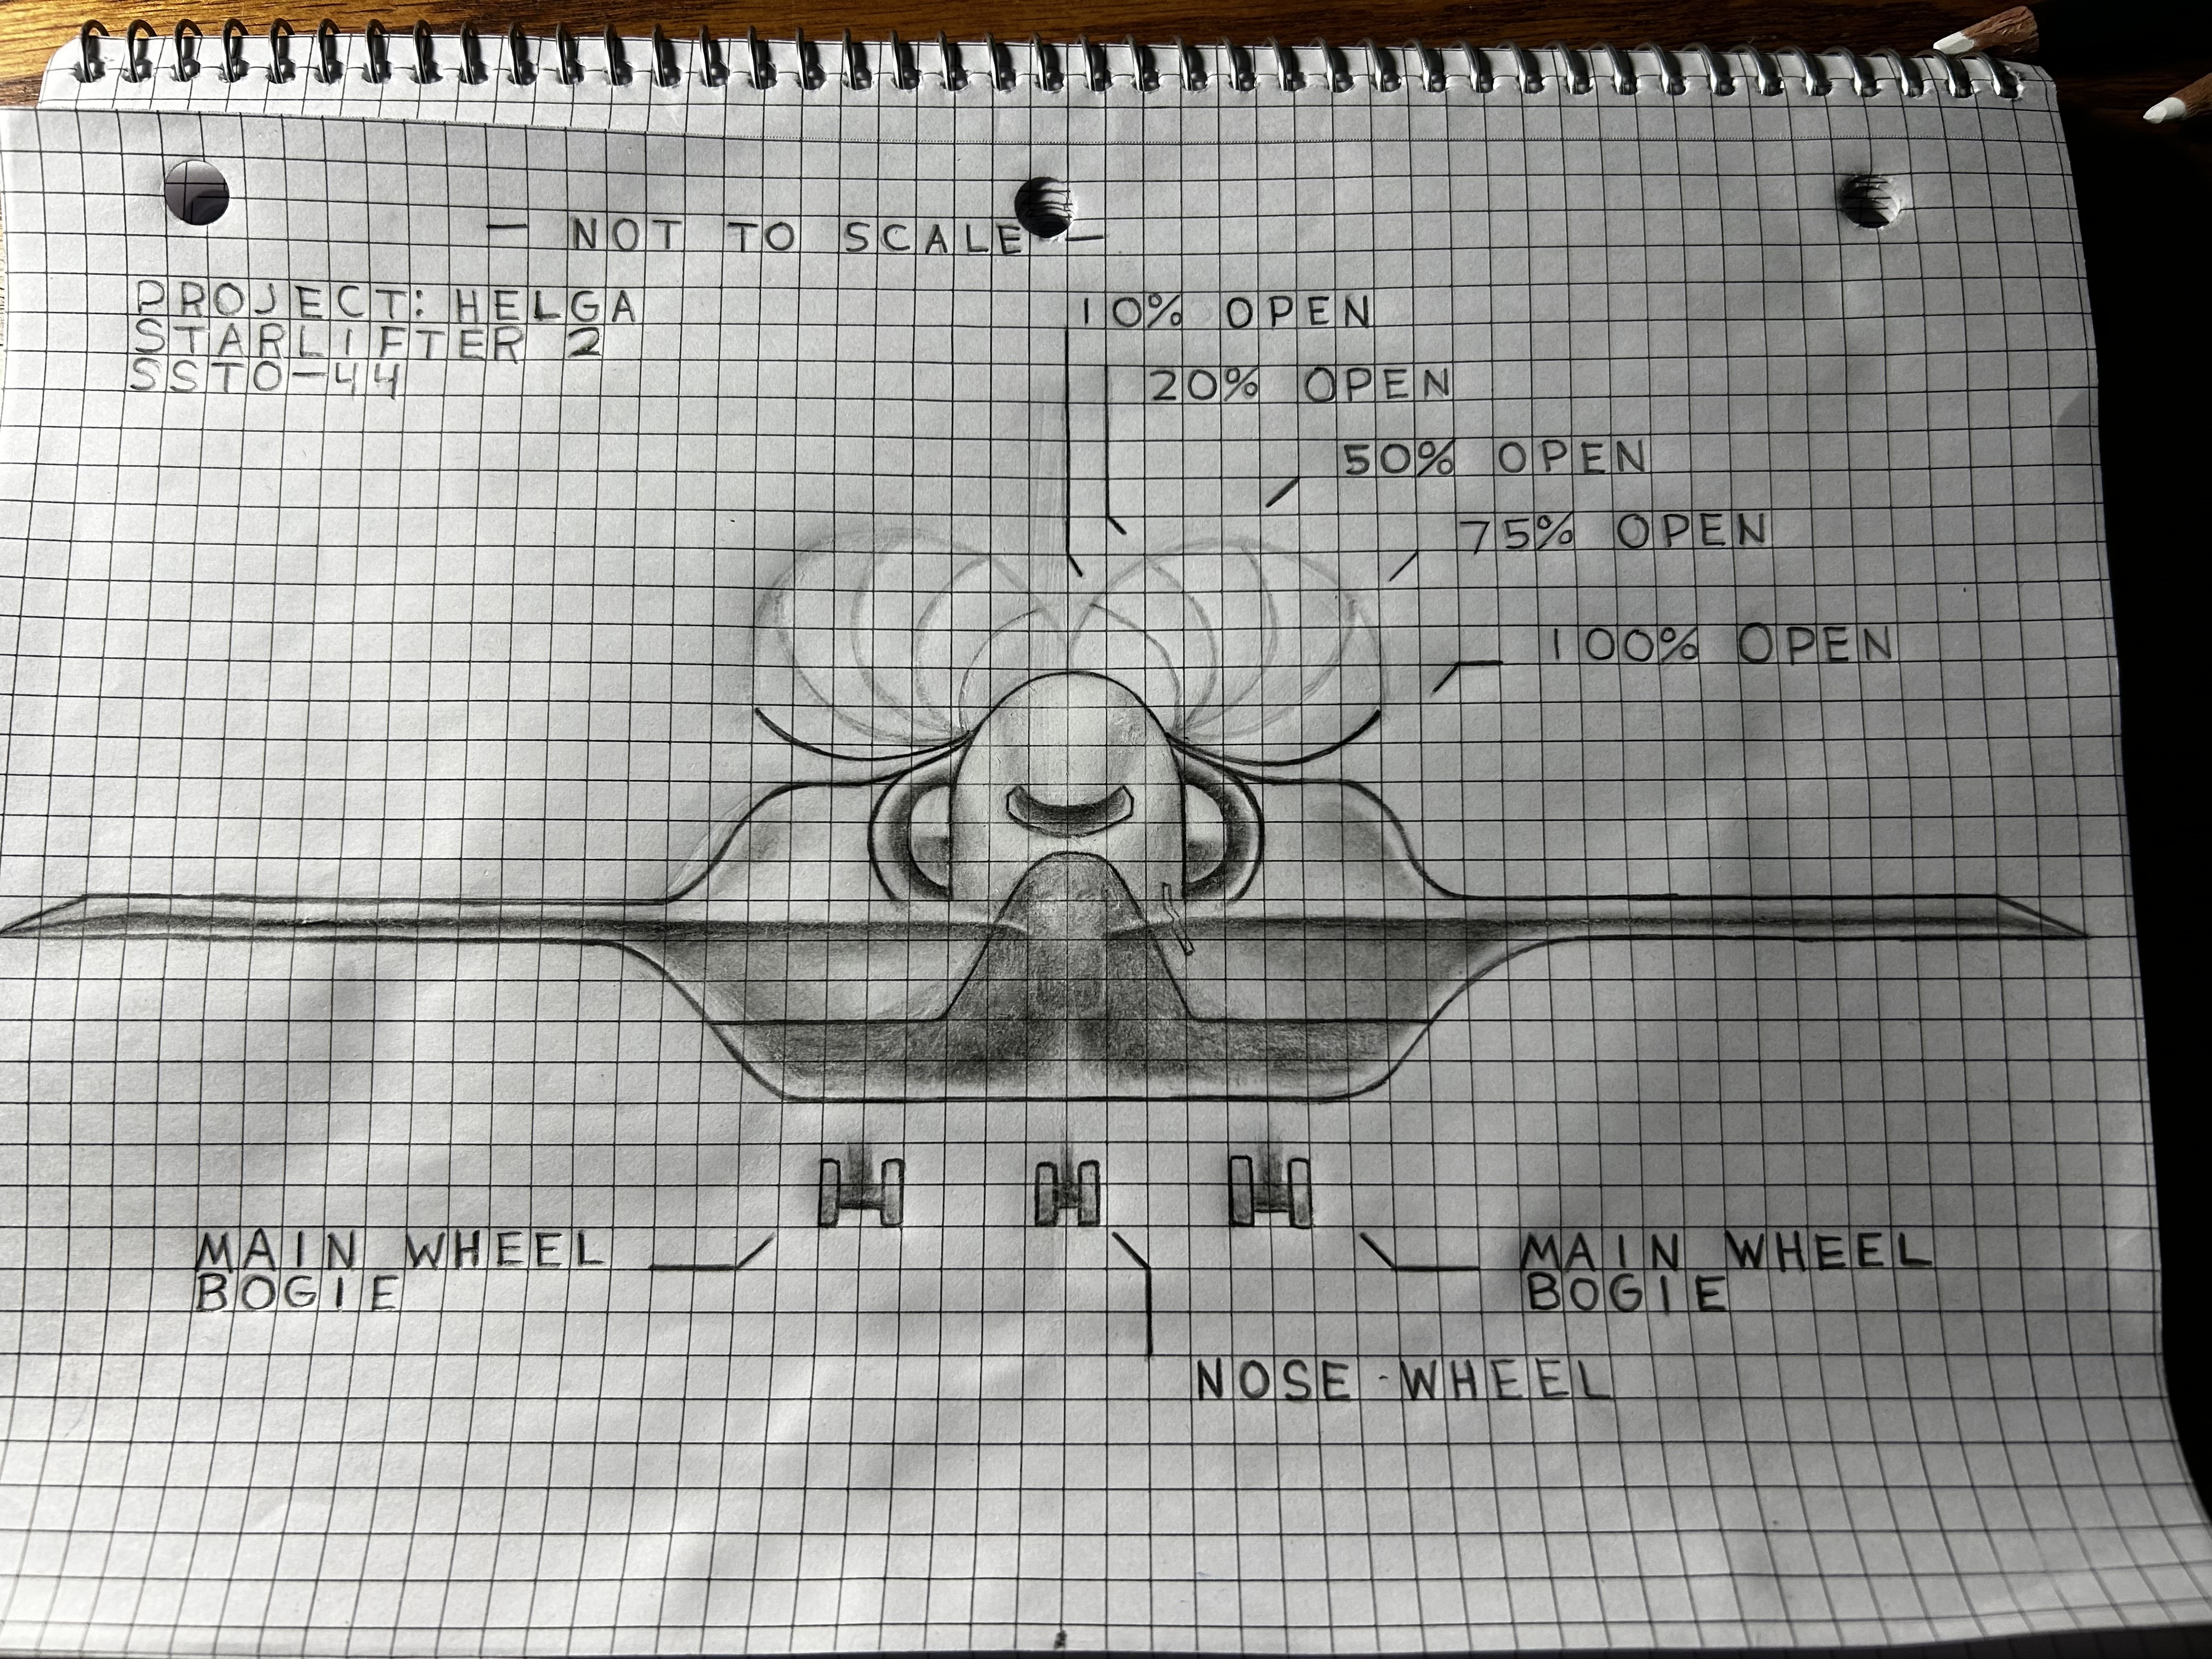 — NOT TO SCALE —
PROJECT: HELGA
STARLIFTER 2
SSTO-44
10% OPEN
20% OPEN
50% OPEN
75% OPEN
100% OPEN
MAIN WHEEL
BOGIE
MAIN WHEEL
BOGIE
NOSE-WHEEL